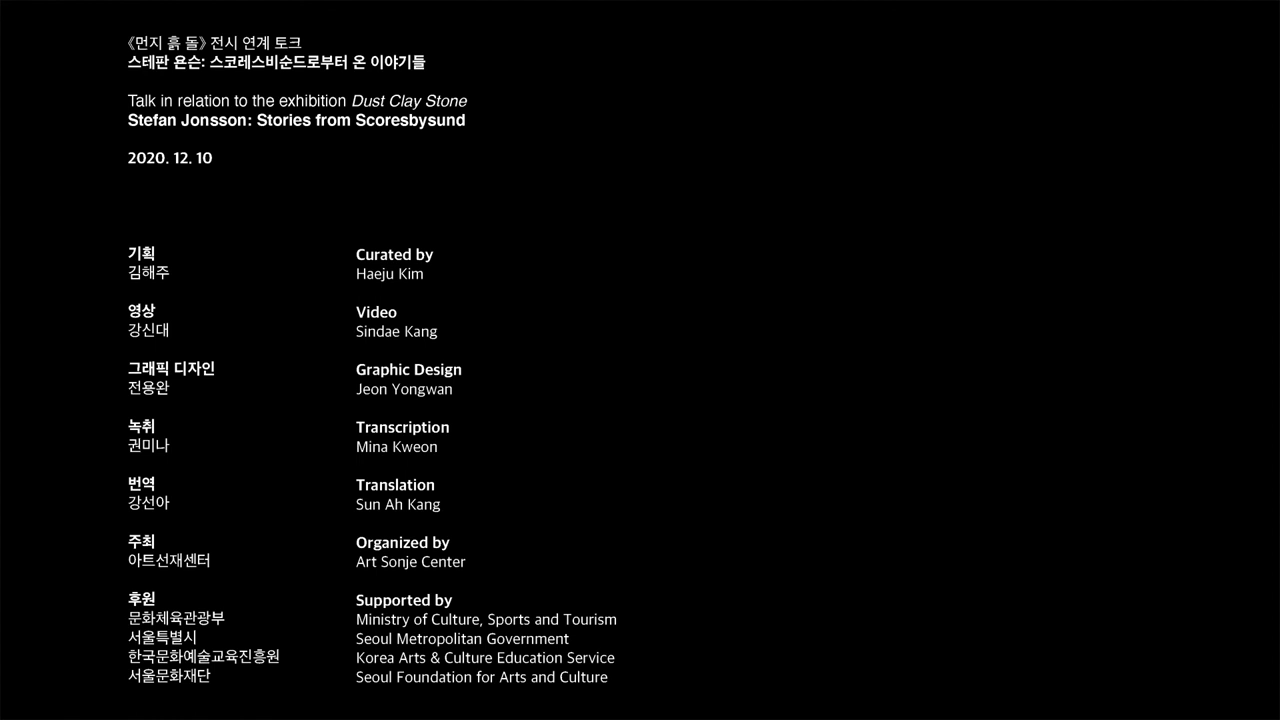 《먼지 흙 돌》 전시 연계 토크
스테판 욘슨: 스코레스비순드로부터 온 이야기들
Talk in relation to the exhibition Dust Clay Stone
Stefan Jonsson: Stories from Scoresbysund
2020. 12. 10
기획
김해주
Curated by
Haeju Kim
영상
강신대
Video
Sindae Kang
그래픽 디자인
전용완
Graphic Design
Jeon Yongwan
녹취
권미나
Transcription
Mina Kweon
번역
강선아
Translation
Sun Ah Kang
주최
아트선재센터
Organized by
Art Sonje Center
후원
문화체육관광부
서울특별시
한국문화예술교육진흥원
서울문화재단
Supported by
Ministry of Culture, Sports and Tourism
Seoul Metropolitan Government
Korea Arts & Culture Education Service
Seoul Foundation for Arts and Culture